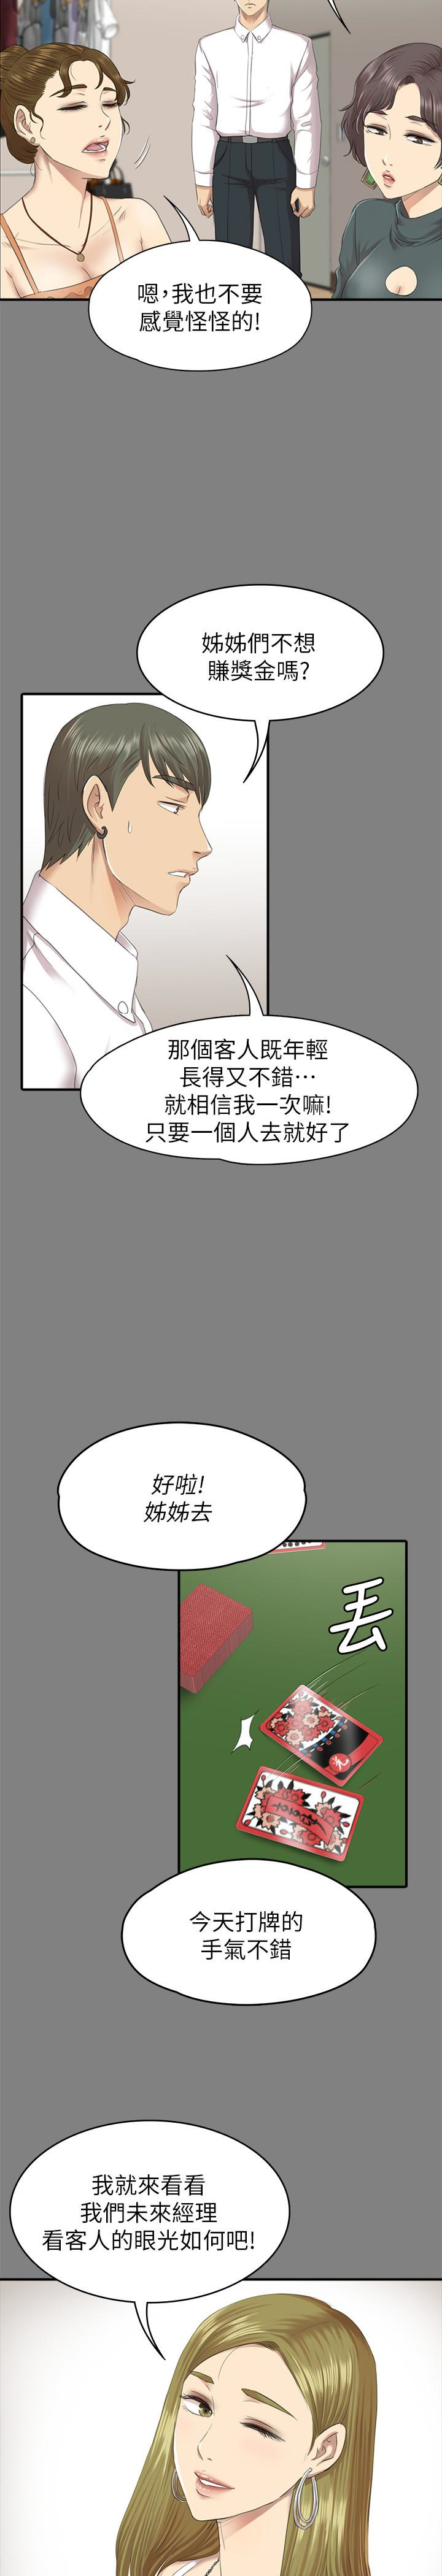 嗯,我也不要
感覺怪怪的!
姊姊們不想
賺獎金嗎?
那個客人既年輕
長得又不錯…
就相信我一次嘛!
只要一個人去就好了
好啦!
姊姊去
丟
光
今天打牌的
手氣不錯
我就來看看
我們未來經理
看客人的眼光如何吧!